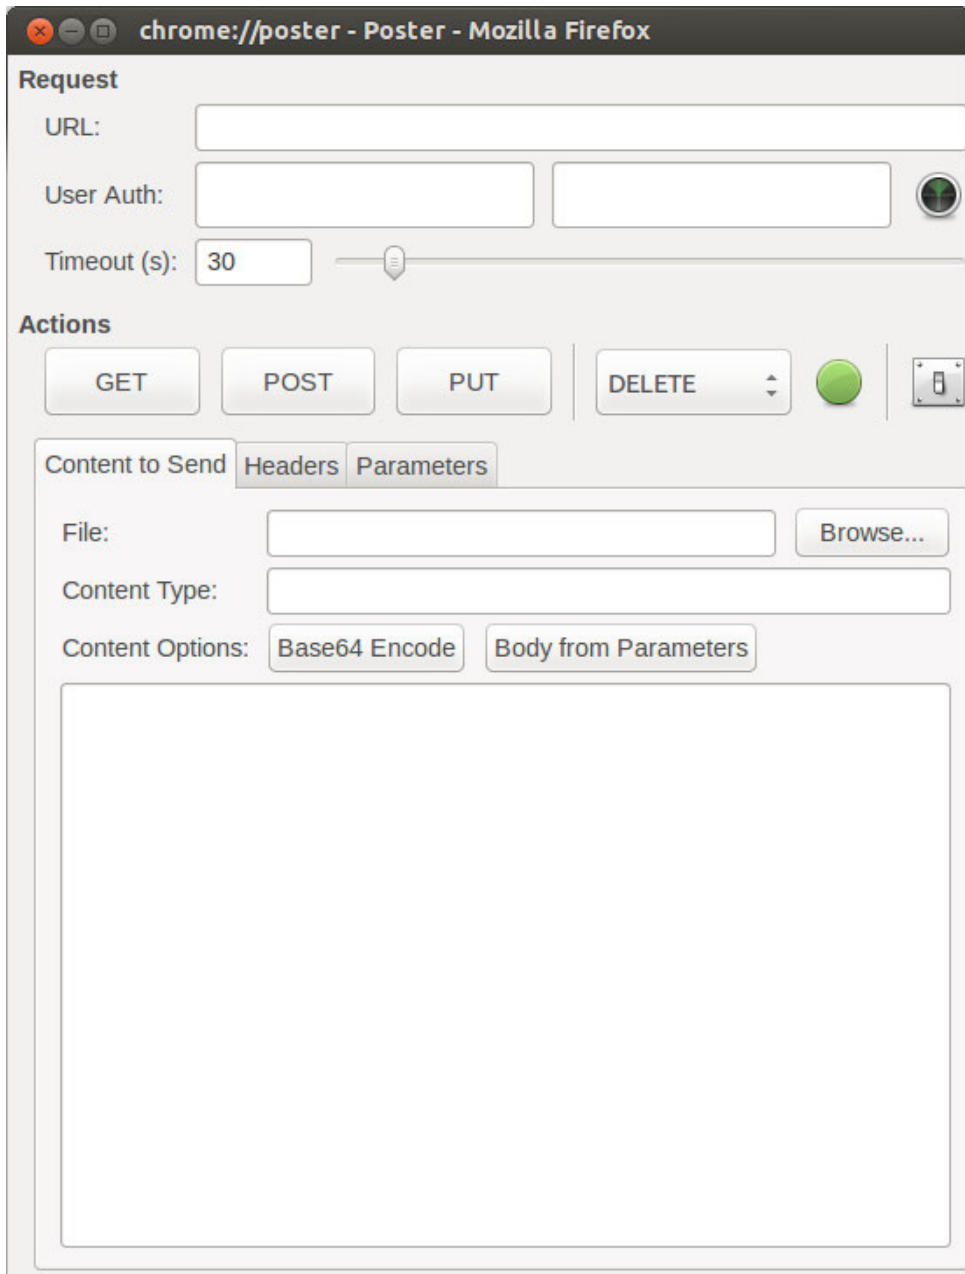 chrome://poster - Poster - Mozilla Firefox
Request
URL:
User Auth:
Timeout (s): 30
Actions
GET POST PUT DELETE
Content to Send Headers Parameters
File: Browse...
Content Type:
Content Options: Base64 Encode Body from Parameters